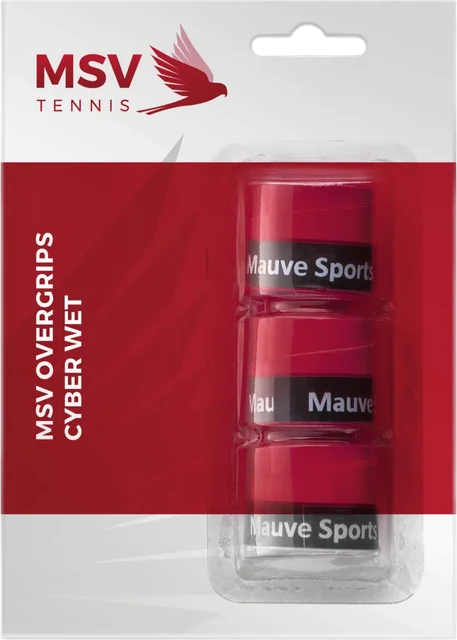 MSV
TENNIS
MSV OVERGRIPS
CYBER WET
Mauve Sports
Mau Mauve
Mauve Sports